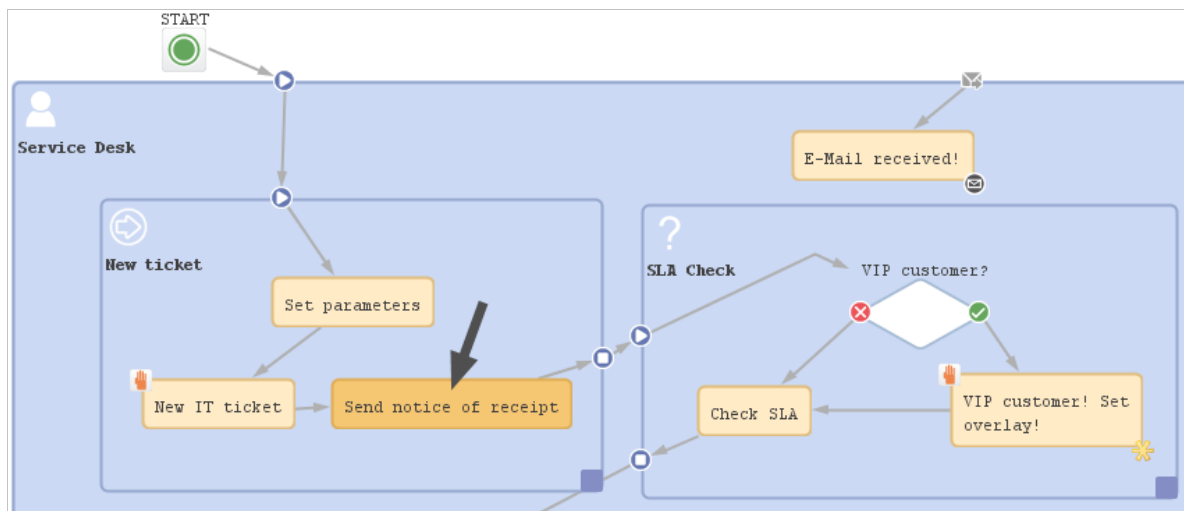 START
Service Desk
E-Mail received!
New ticket
SLA Check
VIP customer?
Set parameters
New IT ticket
Send notice of receipt
Check SLA
VIP customer! Set
overlay!